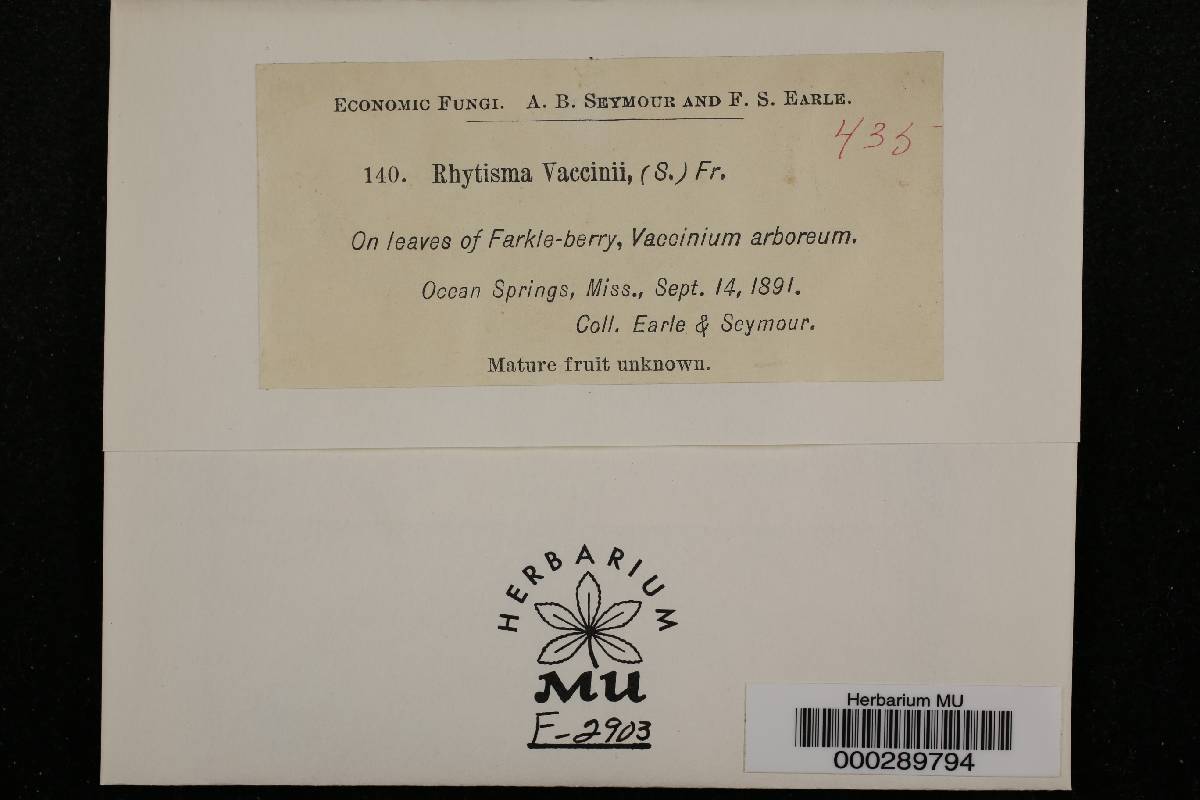 Economic Fungi. A. B. Seymour and F. S. Earle.
435
140. Rhytisma Vaccinii, (S.) Fr.
On leaves of Farkle-berry, Vaccinium arboreum.
Ocean Springs, Miss., Sept. 14, 1891.
Coll. Earle & Seymour.
Mature fruit unknown.
HERBARIUM
MU
F-2903
Herbarium MU
000289794